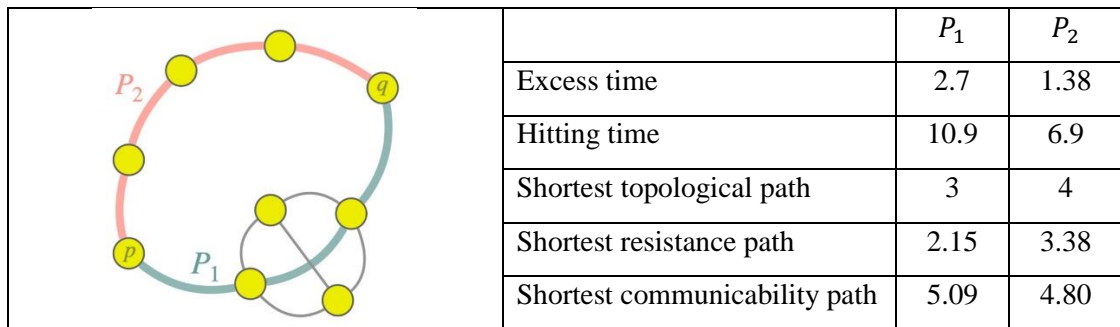 P₂
q
p
P₁
P₁ P₂
Excess time 2.7 1.38
Hitting time 10.9 6.9
Shortest topological path 3 4
Shortest resistance path 2.15 3.38
Shortest communicability path 5.09 4.80